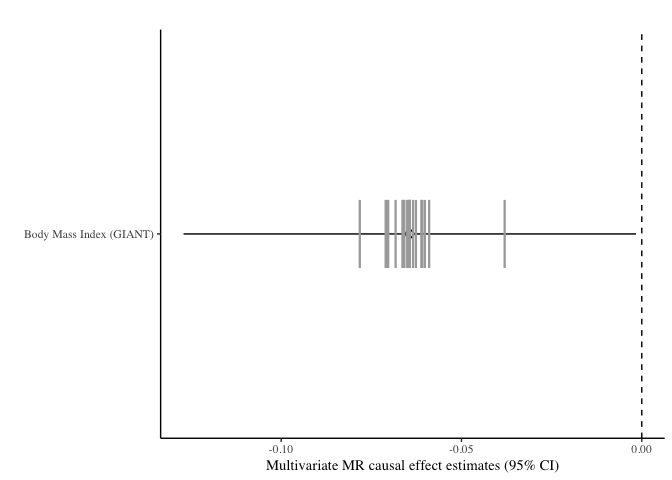 Body Mass Index (GIANT)
-0.10 -0.05 0.00
Multivariate MR causal effect estimates (95% CI)